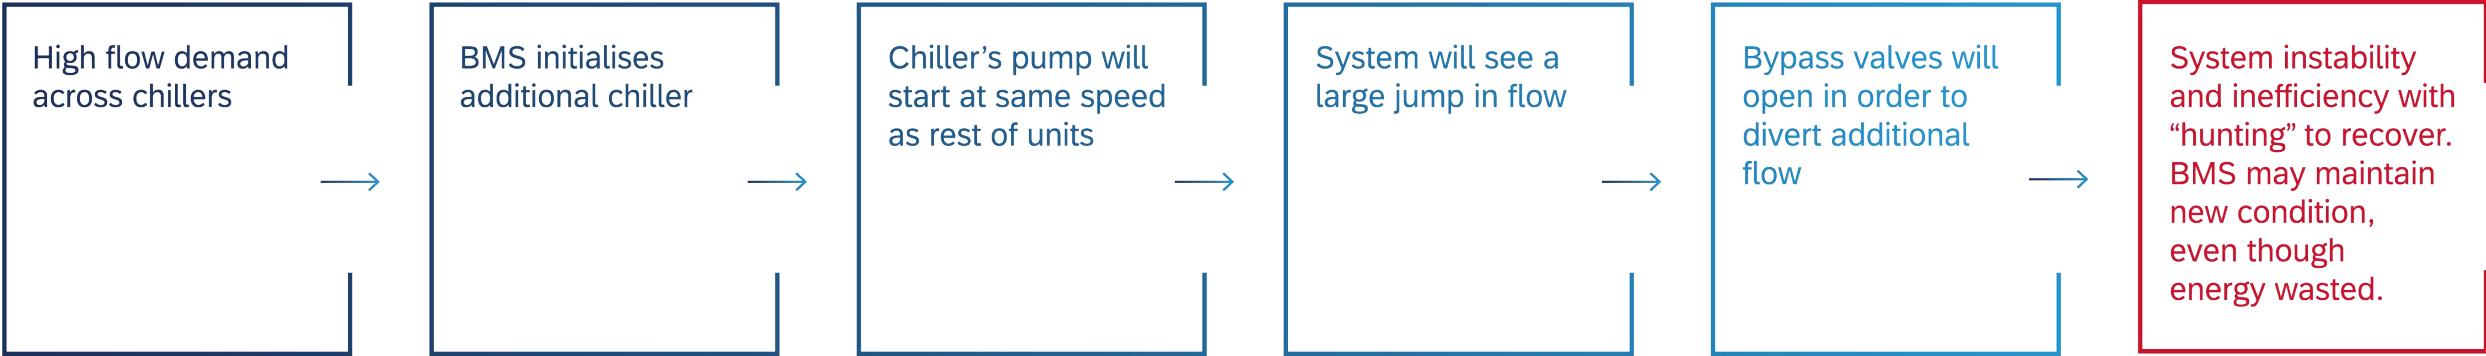 High flow demand
across chillers
BMS initialises
additional chiller
Chiller’s pump will
start at same speed
as rest of units
System will see a
large jump in flow
Bypass valves will
open in order to
divert additional
flow
System instability
and inefficiency with
“hunting” to recover.
BMS may maintain
new condition,
even though
energy wasted.